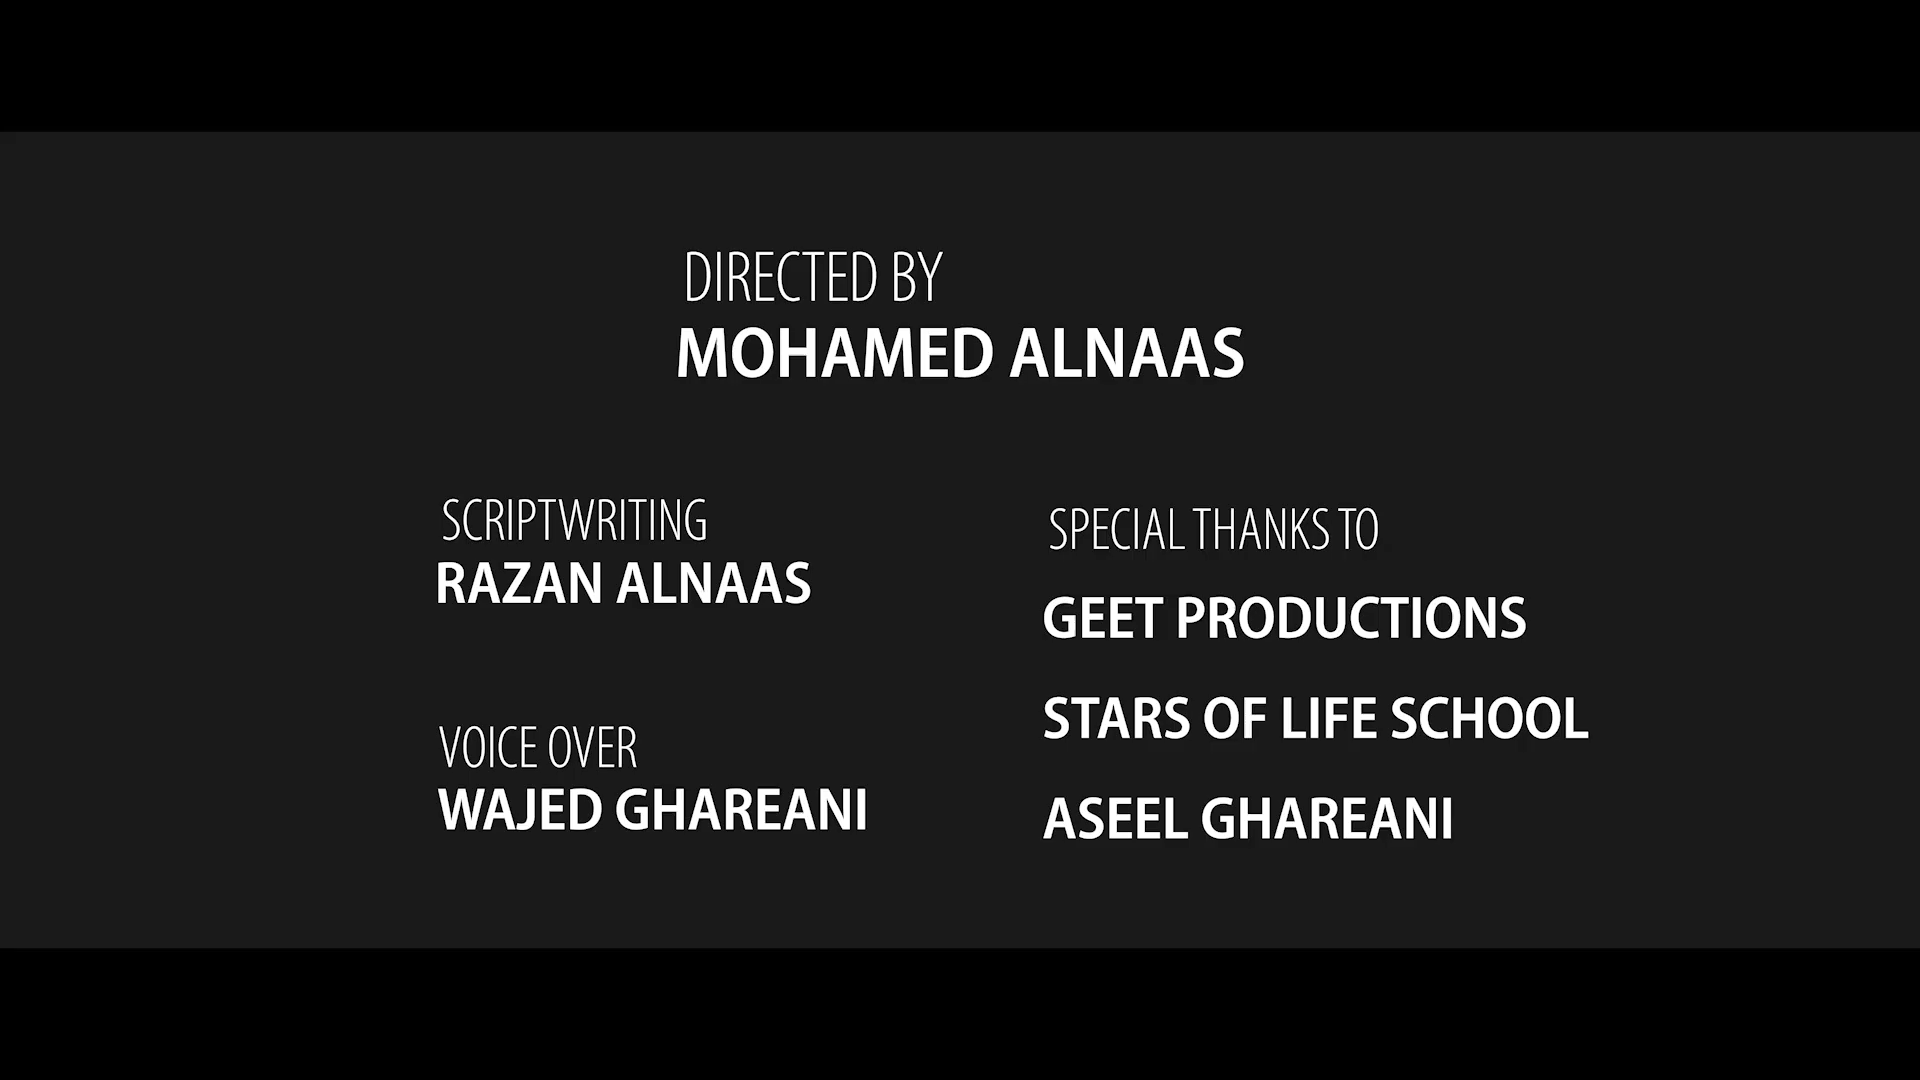 DIRECTED BY
MOHAMED ALNAAS
SCRIPTWRITING
RAZAN ALNAAS
VOICE OVER
WAJED GHAREANI
SPECIAL THANKS TO
GEET PRODUCTIONS
STARS OF LIFE SCHOOL
ASEEL GHAREANI